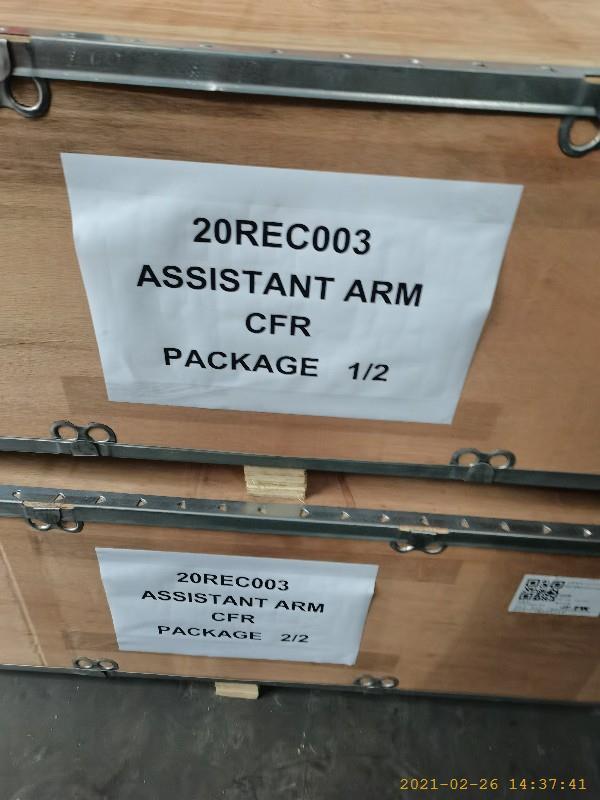 20REC003
ASSISTANT ARM
CFR
PACKAGE 1/2
20REC003
ASSISTANT ARM
CFR
PACKAGE 2/2
2021-02-26 14:37:41